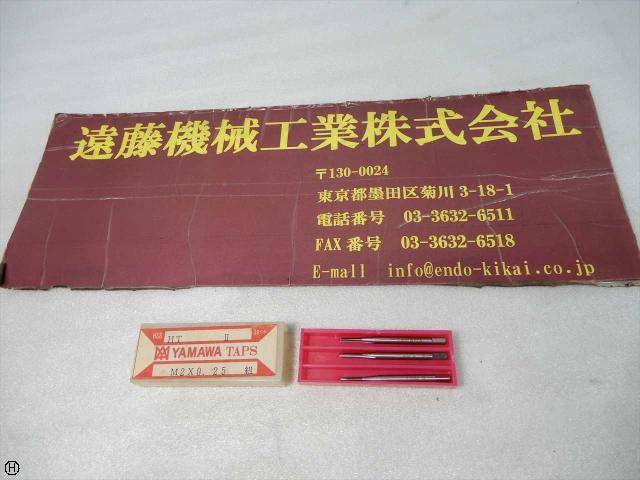 遠藤機械工業株式会社
〒130-0024
東京都墨田区菊川 3-18-1
電話番号 03-3632-6511
FAX 番号 03-3632-6518
E-mall info@endo-kikai.co.jp
HT II
YAMAWA TAPS
M2X0.25 組
H